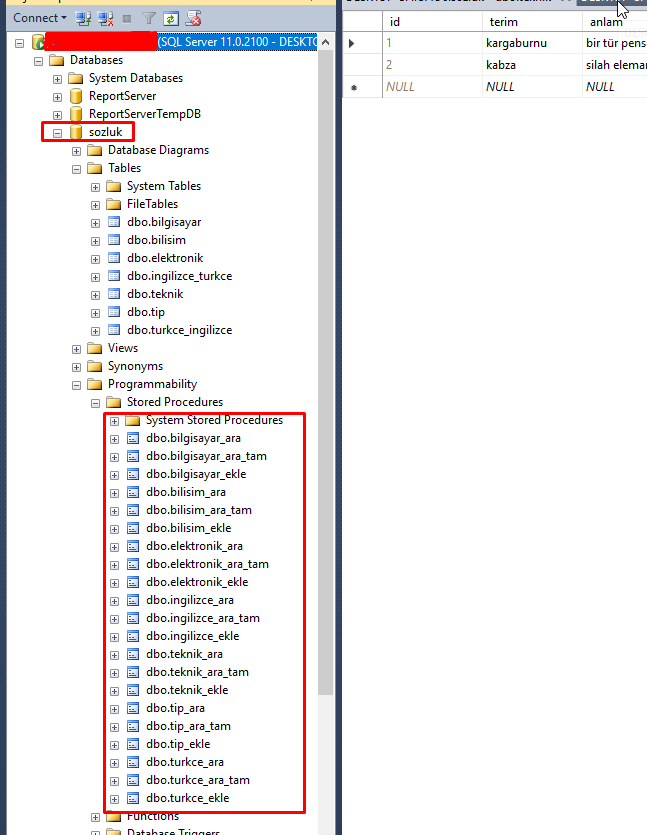 Connect
(SQL Server 11.0.2100 - DESKTO
Databases
System Databases
ReportServer
ReportServerTempDB
sozluk
Database Diagrams
Tables
System Tables
FileTables
dbo.bilgisayar
dbo.bilisim
dbo.elektronik
dbo.ingilizce_turkce
dbo.teknik
dbo.tip
dbo.turkce_ingilizce
Views
Synonyms
Programmability
Stored Procedures
System Stored Procedures
dbo.bilgisayar_ara
dbo.bilgisayar_ara_tam
dbo.bilgisayar_ekle
dbo.bilisim_ara
dbo.bilisim_ara_tam
dbo.bilisim_ekle
dbo.elektronik_ara
dbo.elektronik_ara_tam
dbo.elektronik_ekle
dbo.ingilizce_ara
dbo.ingilizce_ara_tam
dbo.ingilizce_ekle
dbo.teknik_ara
dbo.teknik_ara_tam
dbo.teknik_ekle
dbo.tip_ara
dbo.tip_ara_tam
dbo.tip_ekle
dbo.turkce_ara
dbo.turkce_ara_tam
dbo.turkce_ekle
Functions
Database Triggers
id terim anlam
1 kargaburnu bir tür pens
2 kabza silah elema
NULL NULL NULL